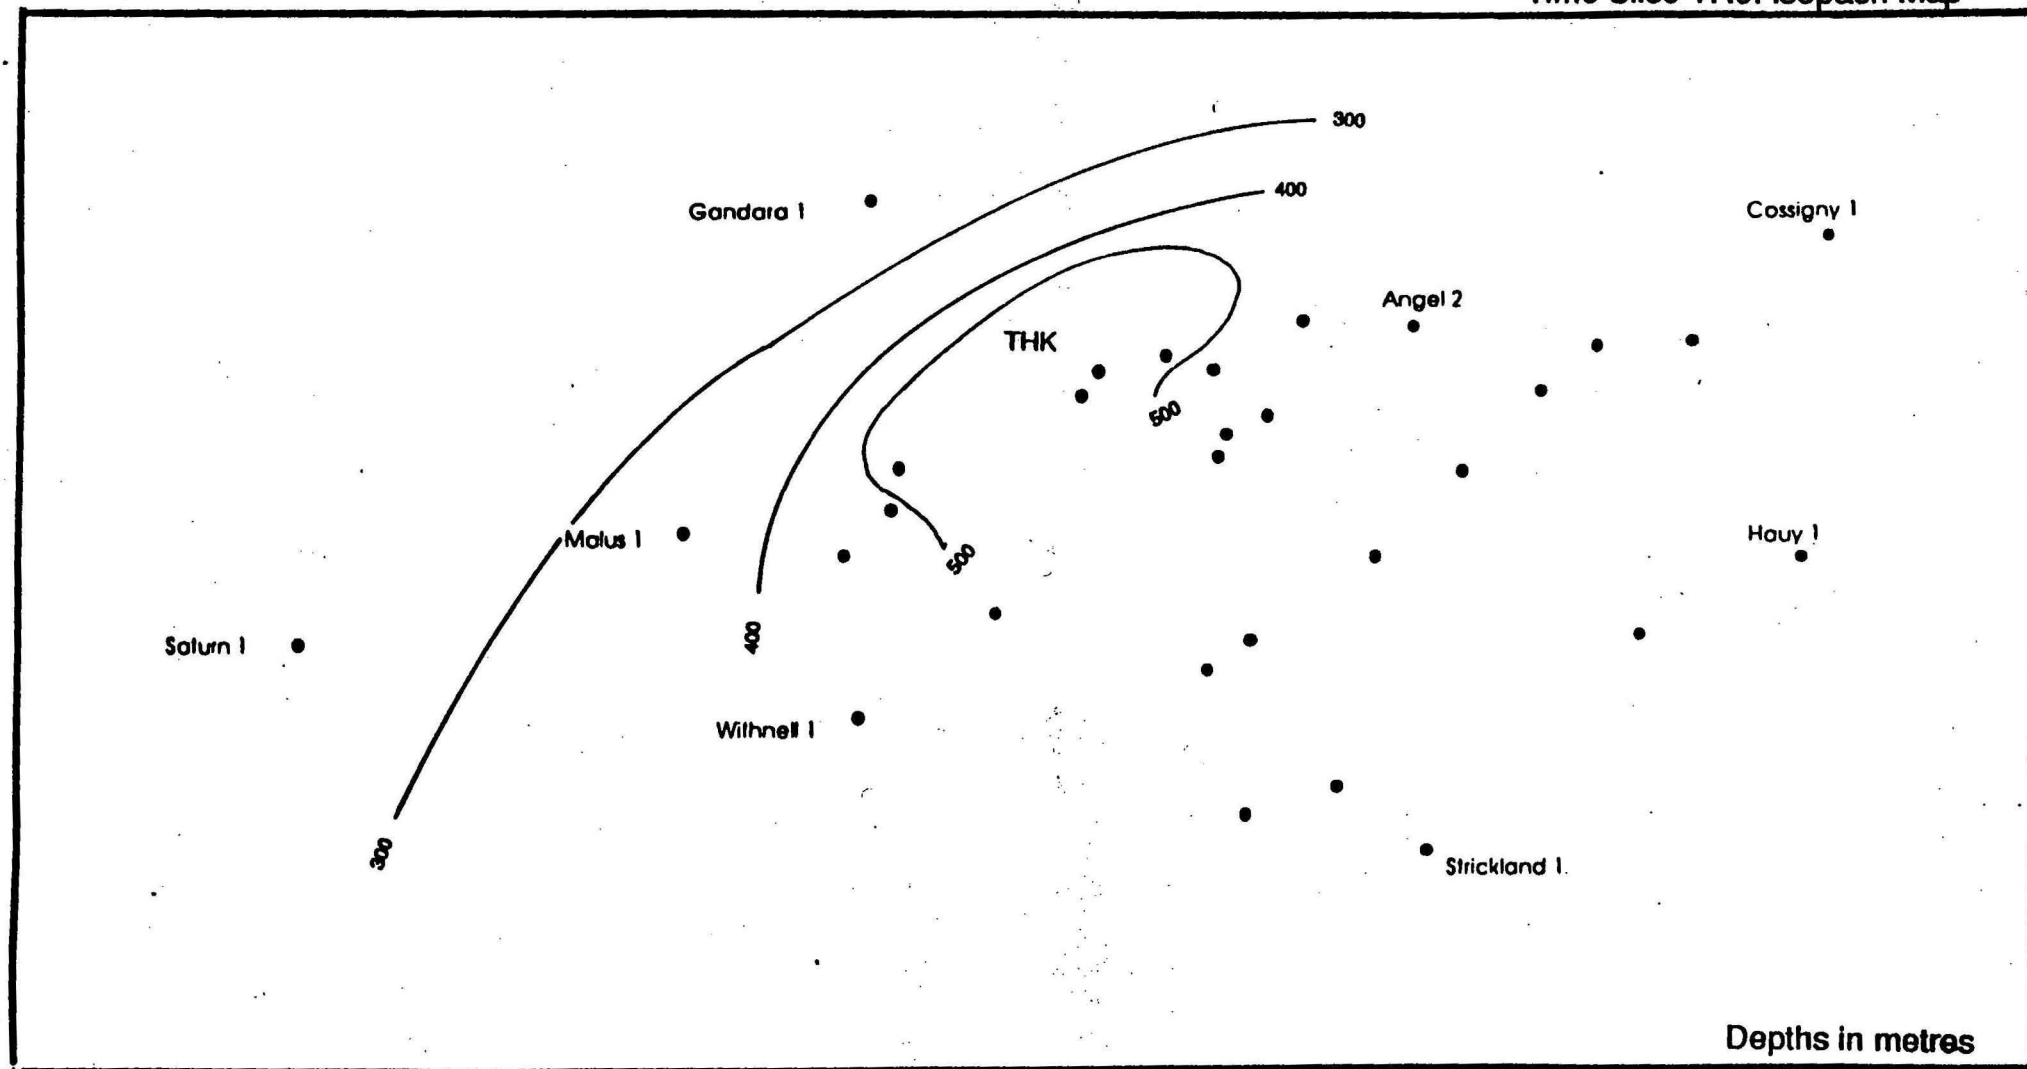 300
400
Gandara 1
Cossigny 1
Angel 2
THK
500
Malus 1
Hauy 1
500
400
Saturn 1
Withnell 1
300
Strickland 1.
Depths in metres